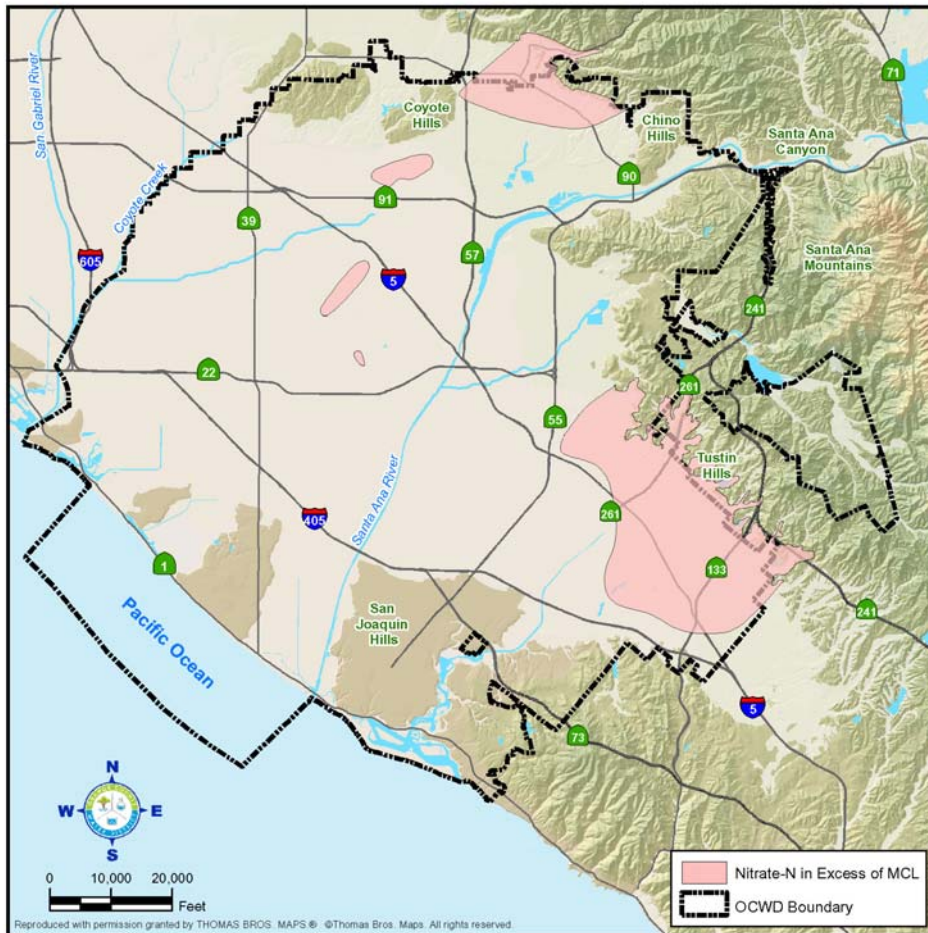 San Gabriel River
Coyote Creek
Coyote
Hills
Chino
Hills
Santa Ana
Canyon
71
90
91
39
57
605
5
Santa Ana
Mountains
241
22
261
55
Tustin
Hills
Santa Ana River
261
405
133
1
241
San
Joaquin
Hills
Pacific Ocean
5
73
N
W
E
S
0 10,000 20,000
Feet
Nitrate-N in Excess of MCL
OCWD Boundary
Reproduced with permission granted by THOMAS BROS. MAPS ® ©Thomas Bros. Maps. All rights reserved.